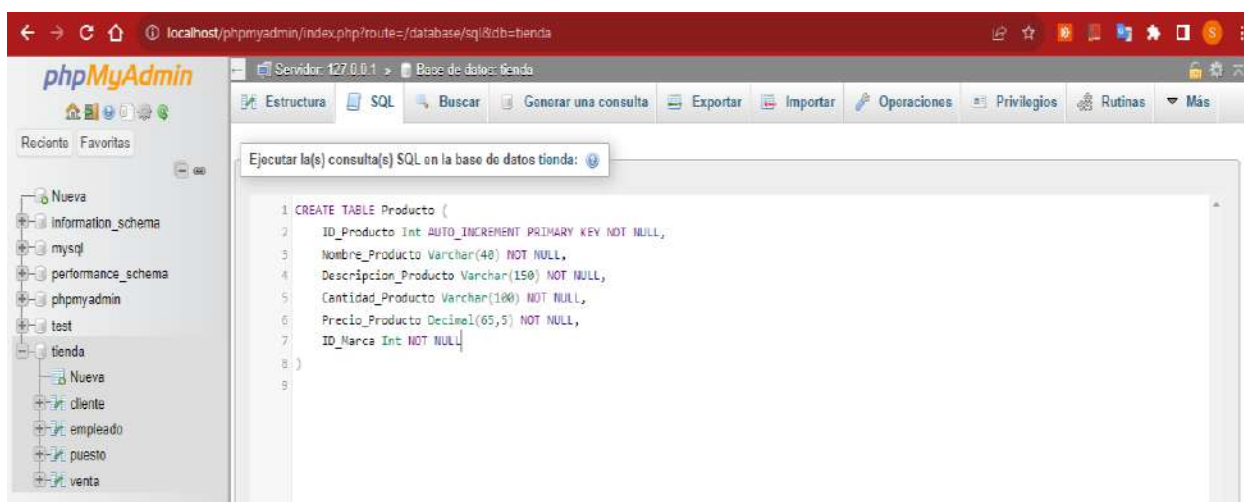 localhost/phpmyadmin/index.php?route=/database/sql&db=tienda
phpMyAdmin
Reciente Favoritas
Nueva
information_schema
mysql
performance_schema
phpmyadmin
test
tienda
Nueva
cliente
empleado
puesto
venta
Servidor: 127.0.0.1 » Base de datos: tienda
Estructura SQL Buscar Generar una consulta Exportar Importar Operaciones Privilegios Rutinas Más
Ejecutar la(s) consulta(s) SQL en la base de datos tienda:
1 CREATE TABLE Producto (
2 ID_Producto Int AUTO_INCREMENT PRIMARY KEY NOT NULL,
3 Nombre_Producto Varchar(40) NOT NULL,
4 Descripcion_Producto Varchar(150) NOT NULL,
5 Cantidad_Producto Varchar(100) NOT NULL,
6 Precio_Producto Decimal(65,5) NOT NULL,
7 ID_Marca Int NOT NULL
8 )
9
S